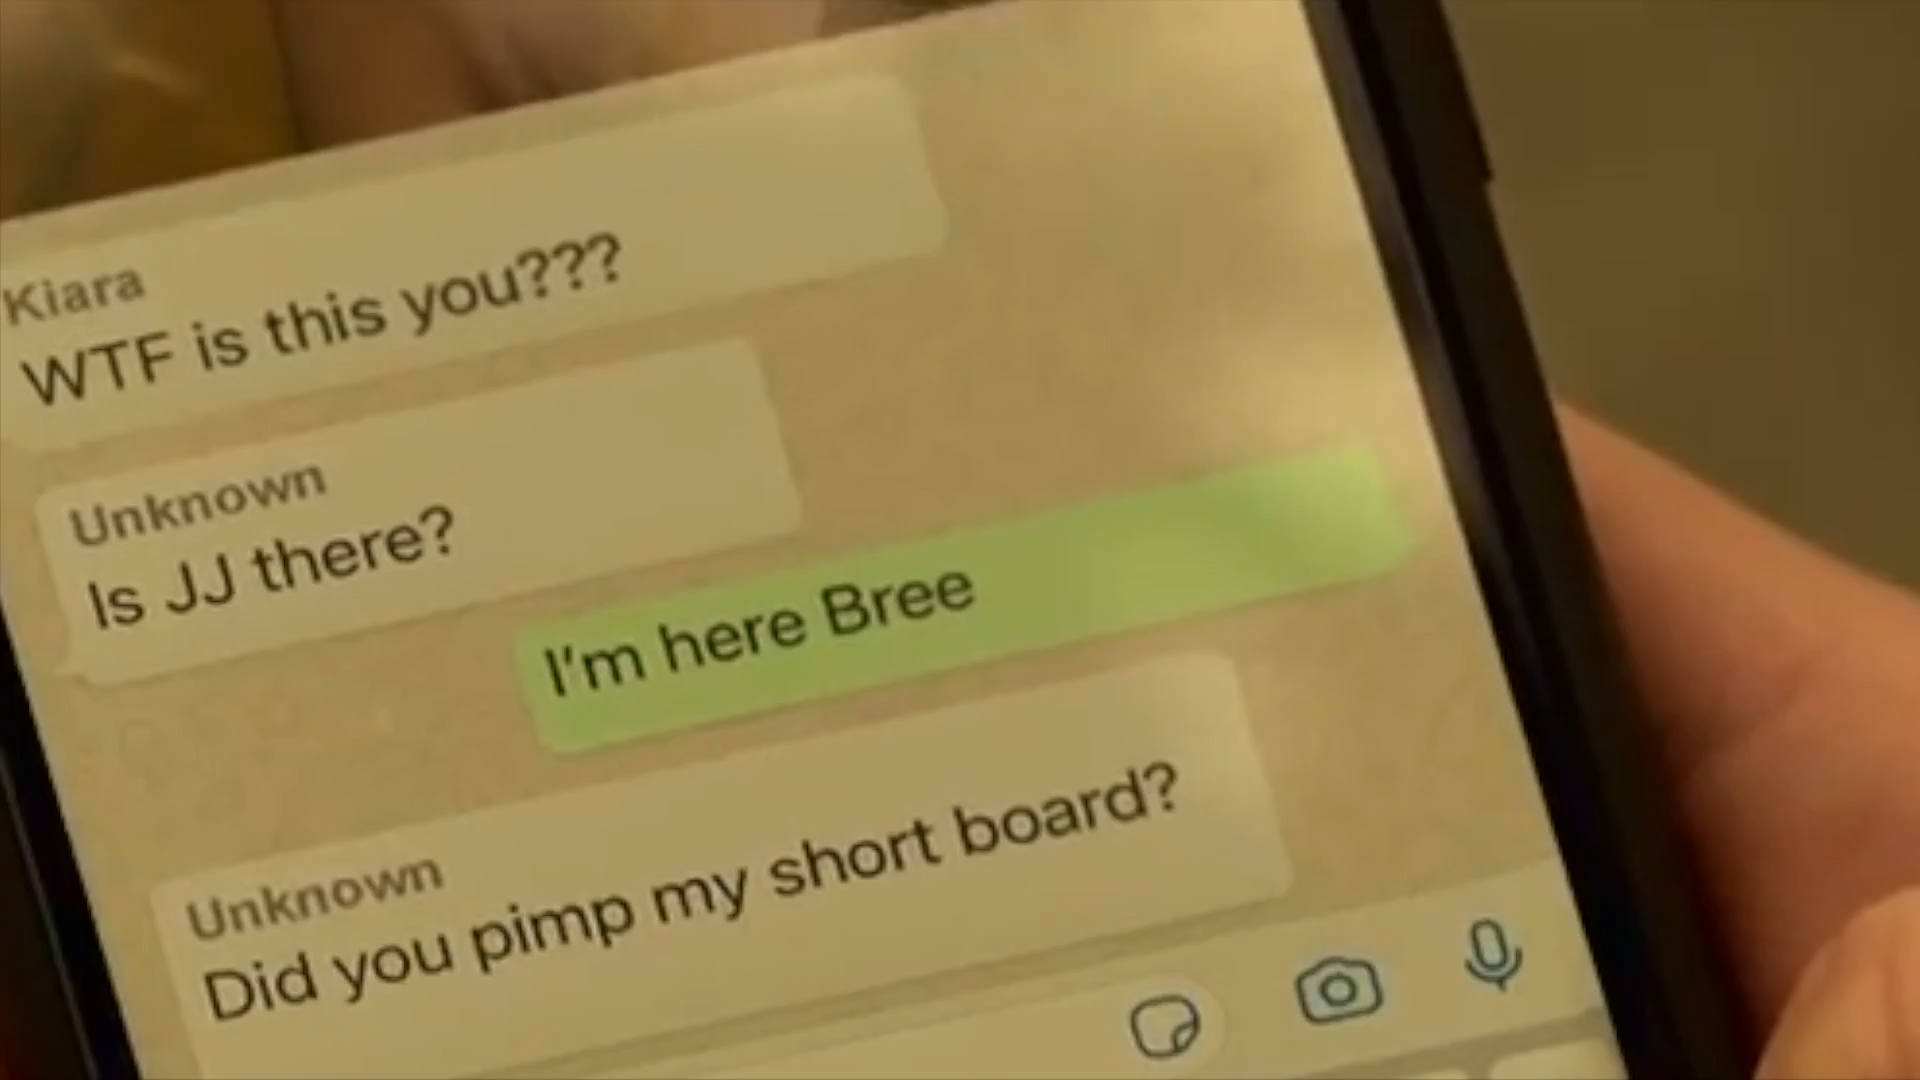 Kiara
WTF is this you???
Unknown
Is JJ there?
I'm here Bree
Unknown
Did you pimp my short board?